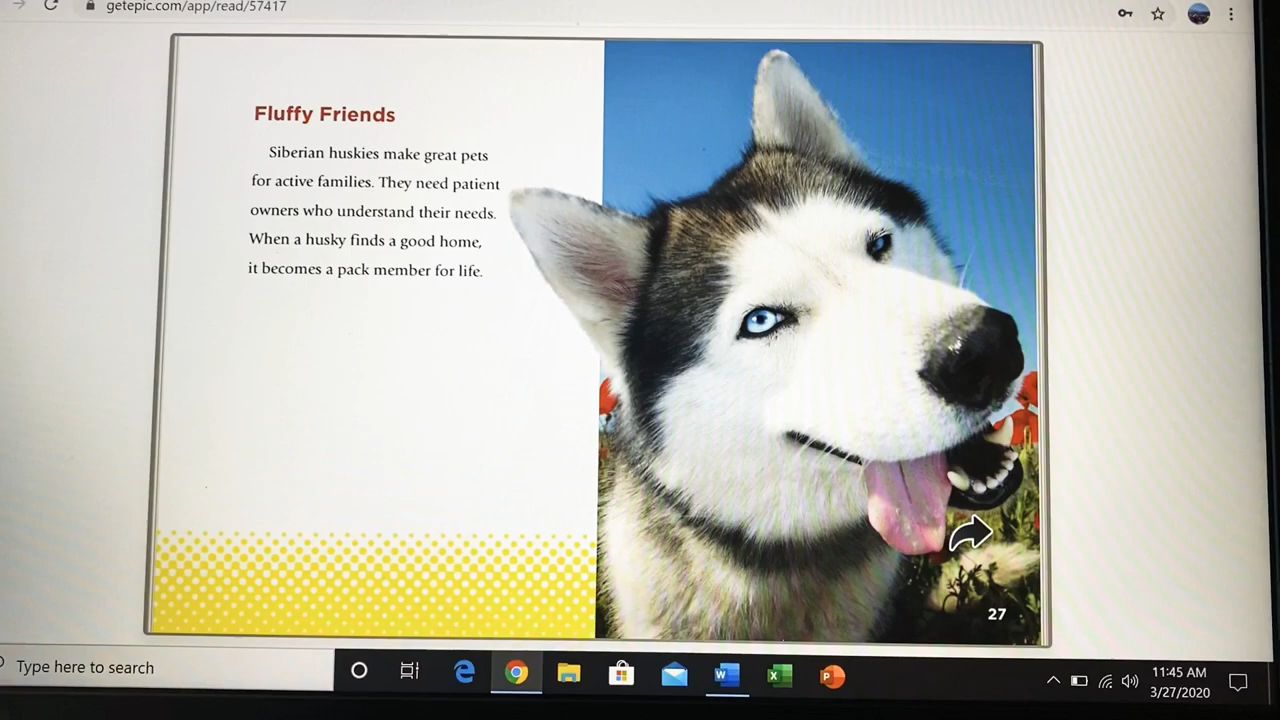 getepic.com/app/read/57417
Fluffy Friends
Siberian huskies make great pets
for active families. They need patient
owners who understand their needs.
When a husky finds a good home,
it becomes a pack member for life.
27
Type here to search
W
X
P
11:45 AM
3/27/2020